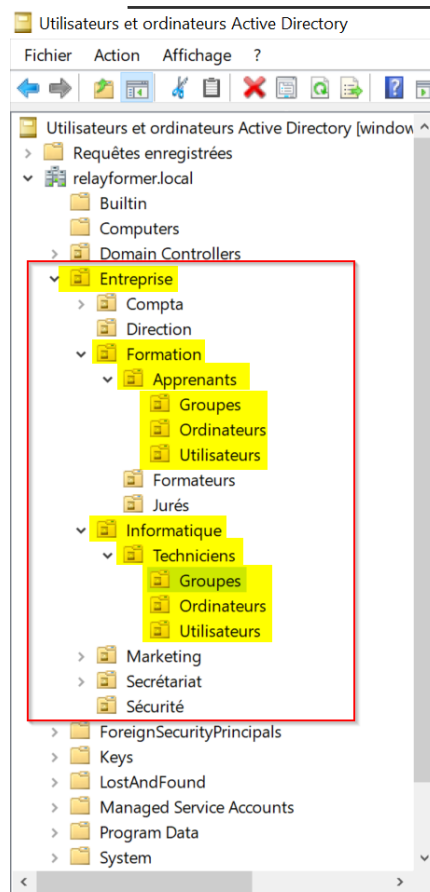 Utilisateurs et ordinateurs Active Directory
Fichier Action Affichage ?
Utilisateurs et ordinateurs Active Directory [window
Requêtes enregistrées
relayformer.local
Builtin
Computers
Domain Controllers
Entreprise
Compta
Direction
Formation
Apprenants
Groupes
Ordinateurs
Utilisateurs
Formateurs
Jurés
Informatique
Techniciens
Groupes
Ordinateurs
Utilisateurs
Marketing
Secrétariat
Sécurité
ForeignSecurityPrincipals
Keys
LostAndFound
Managed Service Accounts
Program Data
System